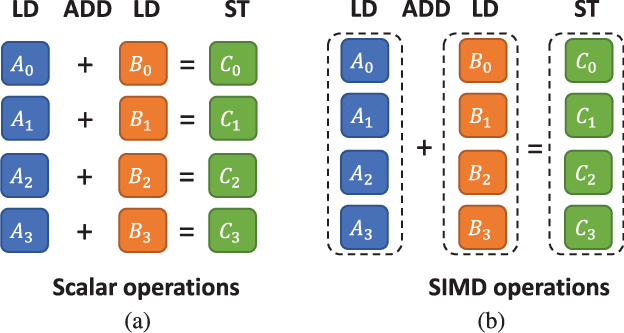 LD ADD LD ST
A0 + B0 = C0
A1 + B1 = C1
A2 + B2 = C2
A3 + B3 = C3
Scalar operations
(a)
LD ADD LD ST
A0 B0 C0
A1 B1 C1
+ =
A2 B2 C2
A3 B3 C3
SIMD operations
(b)